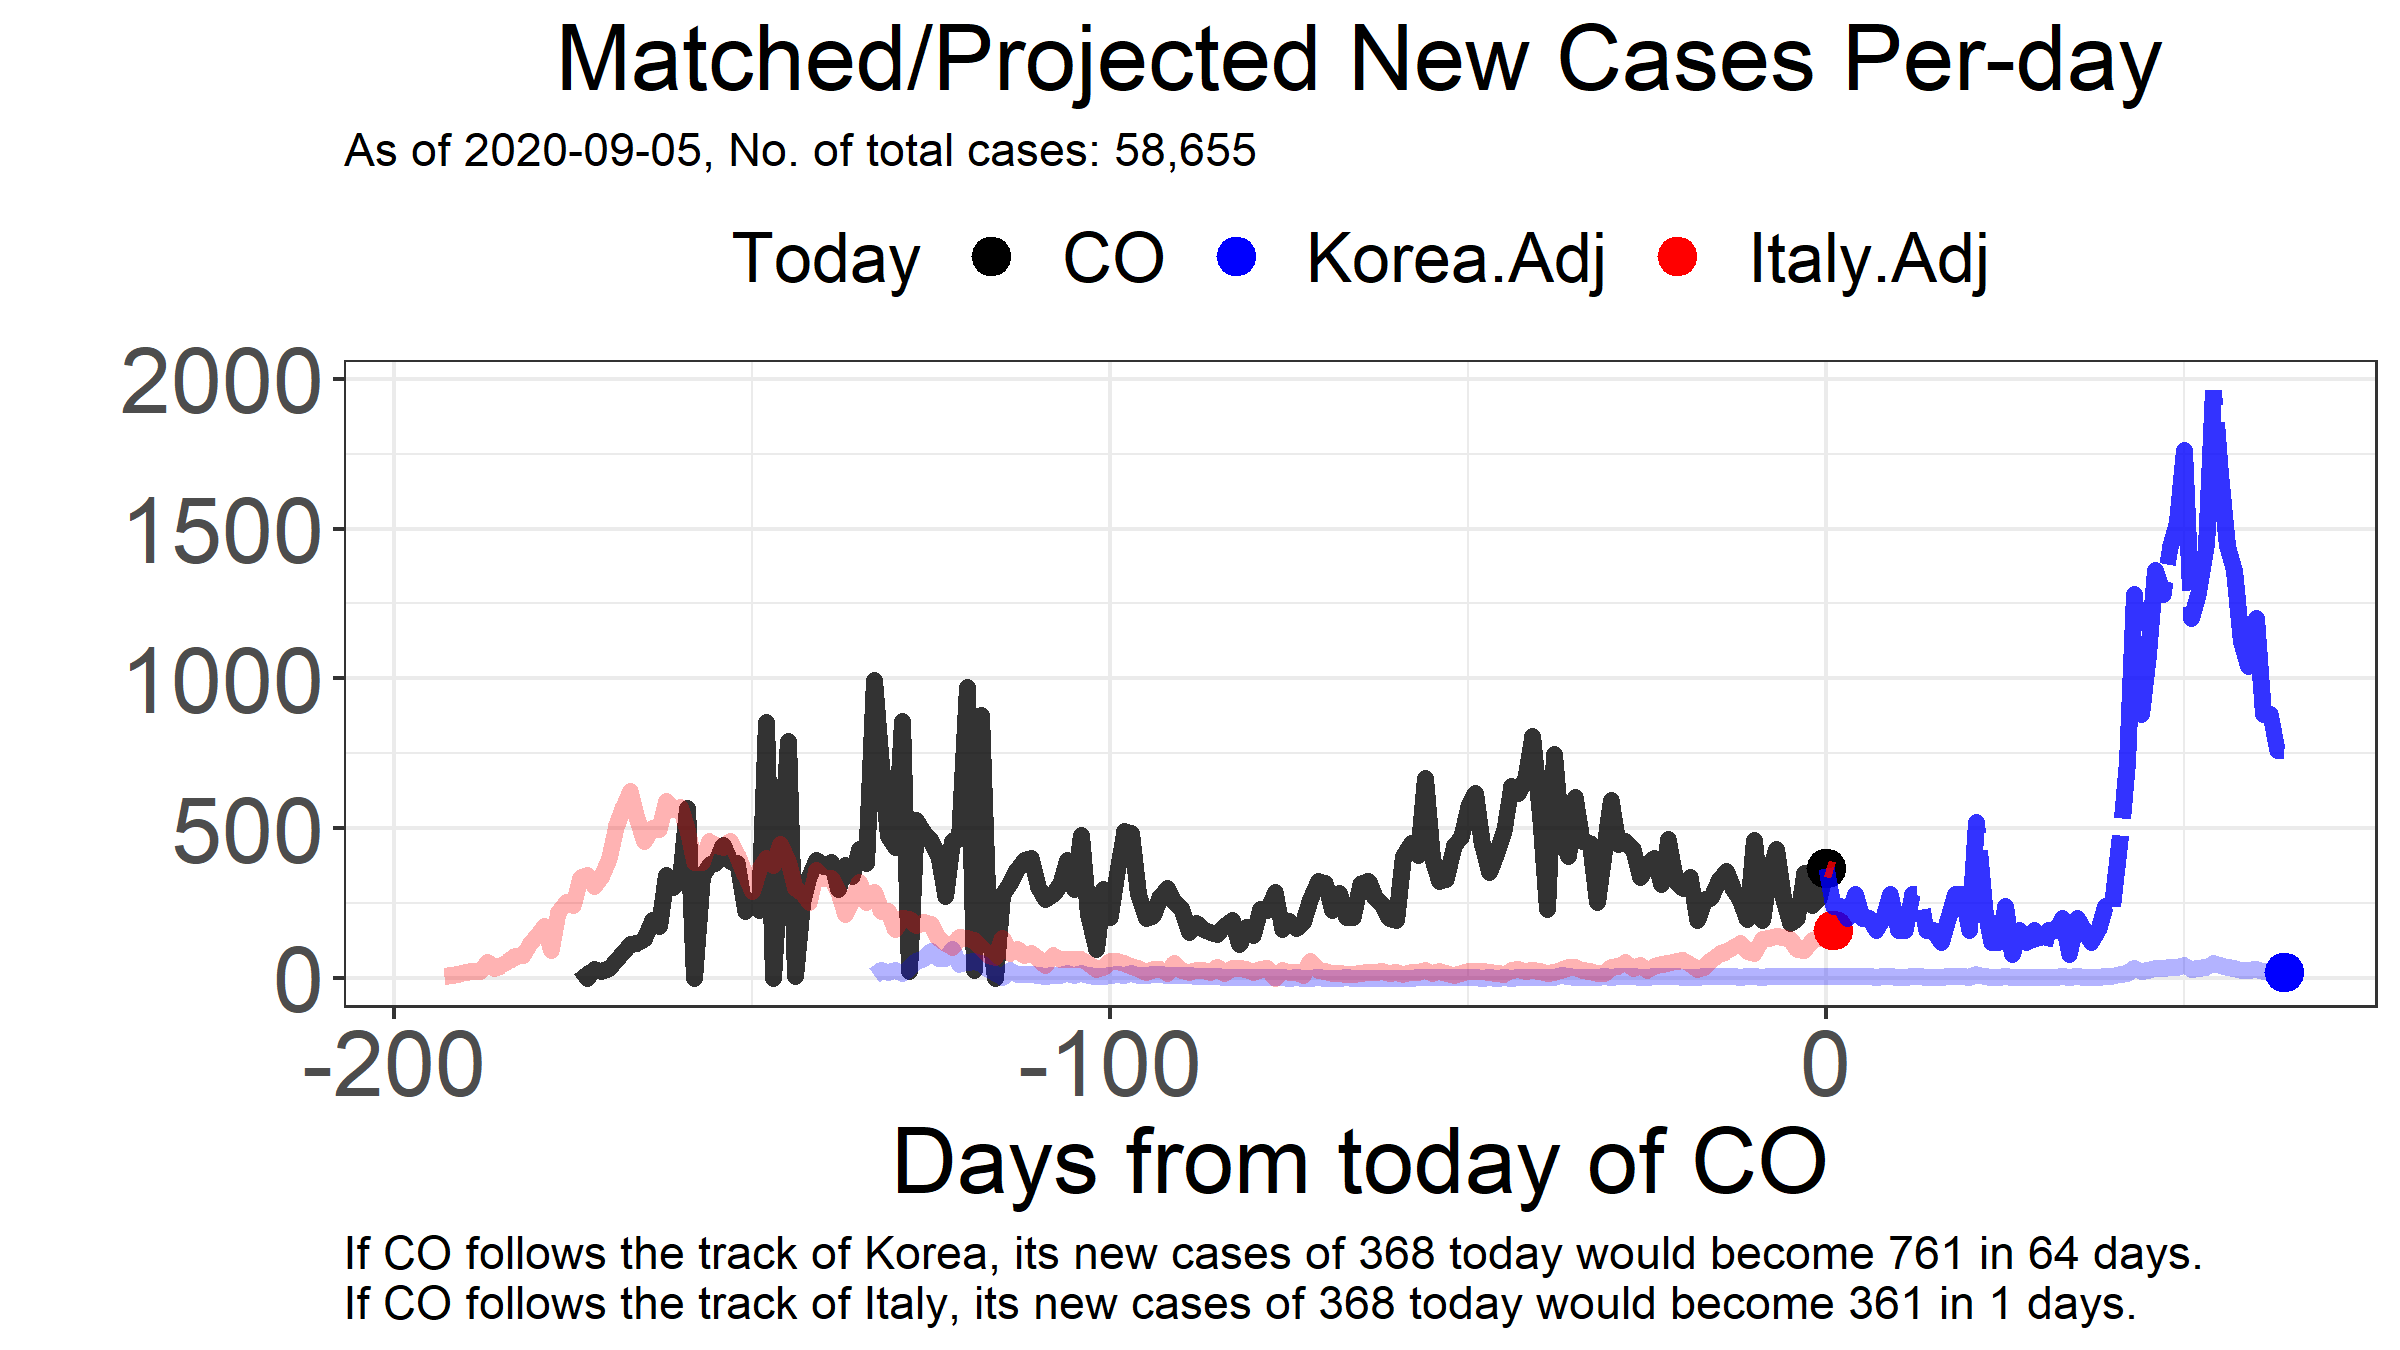 Matched/Projected New Cases Per-day
As of 2020-09-05, No. of total cases: 58,655
Today CO Korea.Adj Italy.Adj
2000
1500
1000
500
0
-200 -100 0
Days from today of CO
If CO follows the track of Korea, its new cases of 368 today would become 761 in 64 days.
If CO follows the track of Italy, its new cases of 368 today would become 361 in 1 days.